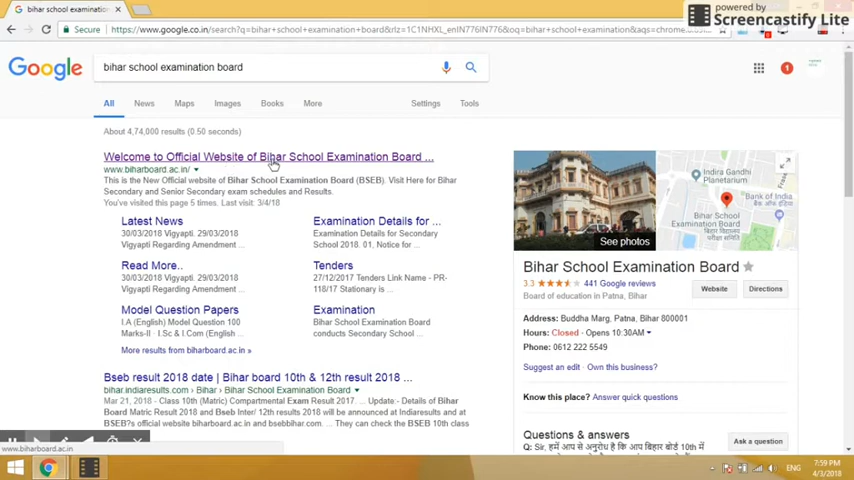 bihar school examination
powered by
Screencastify Lite
Secure
https://www.google.co.in/search?q=bihar+school+examination+board&rlz=1C1NHXL_enIN776IN776&oq=bihar+school+examination+board&aqs=chrome.0.69i
Google
bihar school examination board
1
All
News
Maps
Images
Books
More
Settings
Tools
About 4,74,000 results (0.50 seconds)
Welcome to Official Website of Bihar School Examination Board ...
www.biharboard.ac.in/
This is the New Official website of Bihar School Examination Board (BSEB). Visit Here for Bihar
Secondary and Senior Secondary exam schedules and Results.
You've visited this page 5 times. Last visit: 3/4/18
Latest News
30/03/2018 Vigyapti. 29/03/2018
Vigyapti Regarding Amendment ...
Examination Details for ...
Examination Details for Secondary
School 2018. 01, Notice for ...
Read More..
30/03/2018 Vigyapti. 29/03/2018
Vigyapti Regarding Amendment ...
Tenders
27/12/2017 Tenders Link Name - PR-
118/17 Stationary is ...
Model Question Papers
I.A (English) Model Question 100
Marks-II · I.Sc & I.Com (English ...
Examination
Bihar School Examination Board
conducts Secondary School ...
More results from biharboard.ac.in »
Bseb result 2018 date | Bihar board 10th & 12th result 2018 ...
bihar.indiaresults.com › Bihar › Bihar School Examination Board
Mar 21, 2018 - Class 10th (Matric) Compartmental Exam Result 2017. ... Update:- Details of Bihar
Board Matric Result 2018 and Bseb Inter/ 12th results 2018 will be announced at Indiaresults and at
BSEB?s official website biharboard.ac.in and bsebbihar.com. ... They can check the BSEB 10th class
See photos
Indira Gandhi
Planetarium
Bank of India
Bihar School
Examination Board
बिहार विद्यालय
परीक्षा समिति
Bihar School Examination Board
3.3
441 Google reviews
Board of education in Patna, Bihar
Website
Directions
Address: Buddha Marg, Patna, Bihar 800001
Hours: Closed · Opens 10:30AM
Phone: 0612 222 5549
Suggest an edit · Own this business?
Know this place? Answer quick questions
Questions & answers
Q: Sir, हमें आप से अनुरोध है कि आप बिहार बोर्ड 10th में
Ask a question
www.biharboard.ac.in
ENG
7:59 PM
4/3/2018